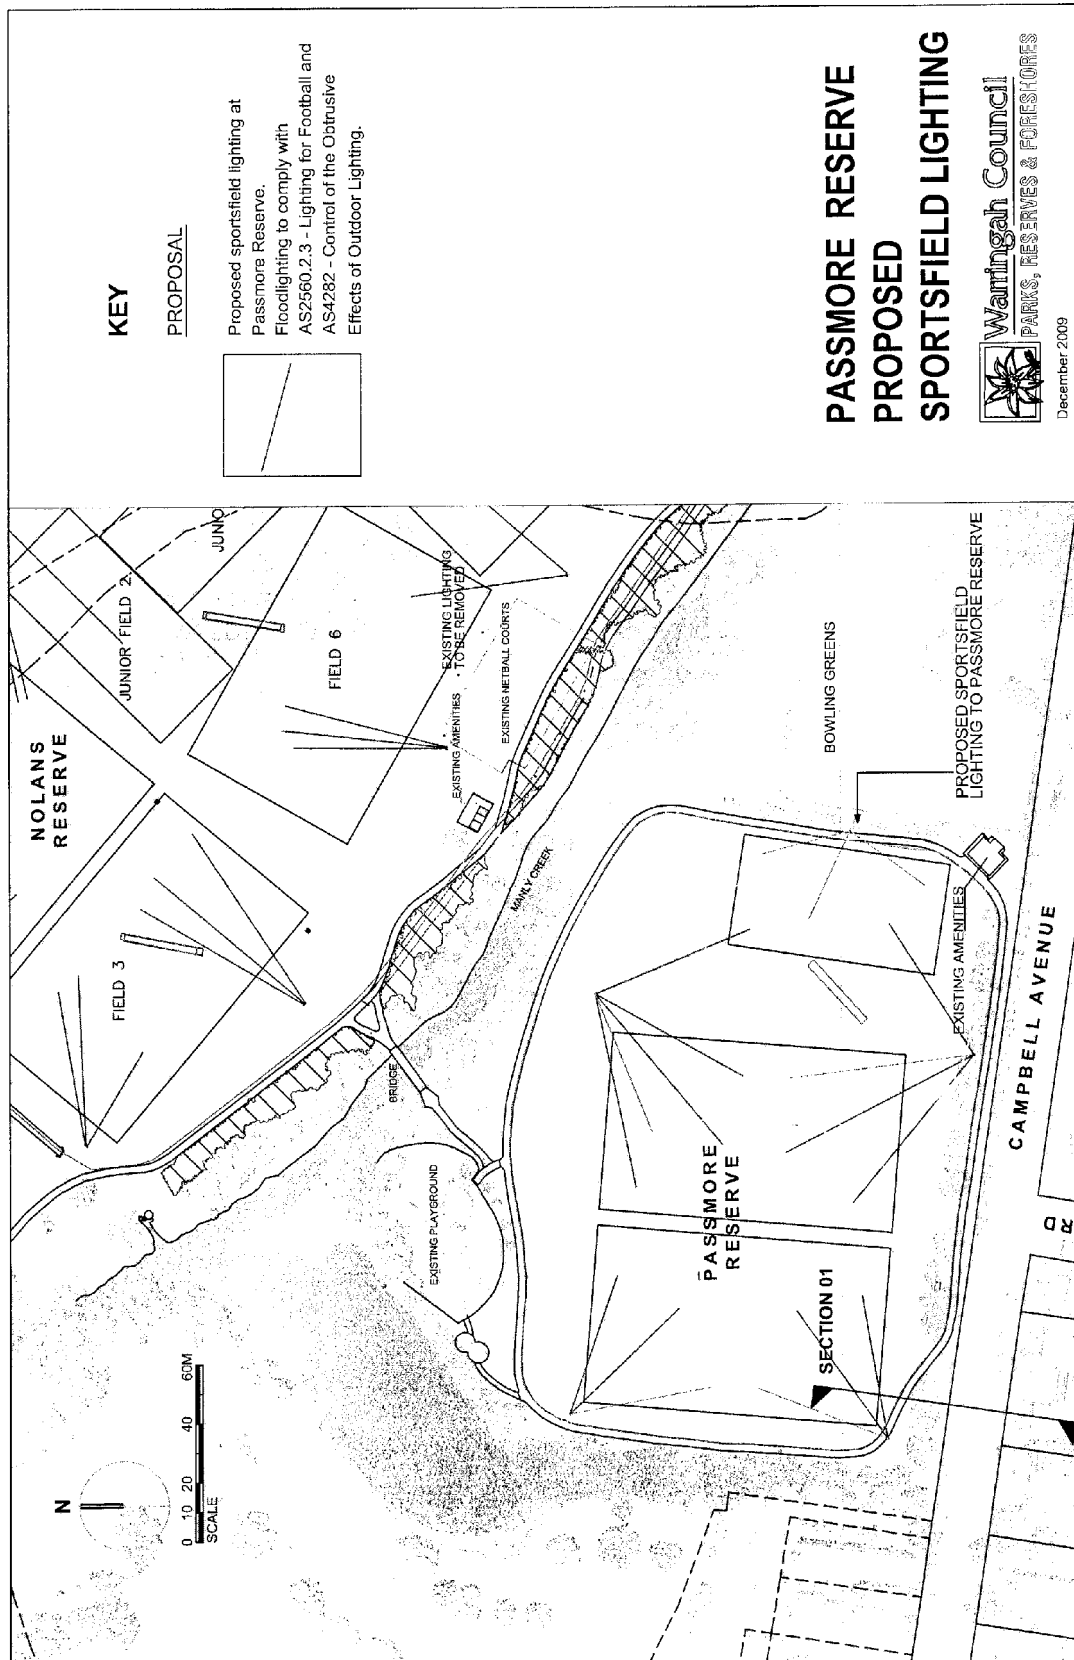 KEY
PROPOSAL
Proposed sportsfield lighting at
Passmore Reserve.
Floodlighting to comply with
AS2560.2.3 - Lighting for Football and
AS4282 - Control of the Obtrusive
Effects of Outdoor Lighting.
PASSMORE RESERVE
PROPOSED
SPORTSFIELD LIGHTING
Warringah Council
PARKS, RESERVES & FORESHORES
December 2009
N
0 10 20 40 60M
SCALE
NOLANS
RESERVE
FIELD 3
JUNIOR FIELD 2
JUNIO
FIELD 6
EXISTING AMENITIES
EXISTING LIGHTING
TO BE REMOVED
EXISTING NETBALL COURTS
MANLY CREEK
BRIDGE
EXISTING PLAYGROUND
PASSMORE
RESERVE
SECTION 01
BOWLING GREENS
PROPOSED SPORTSFIELD
LIGHTING TO PASSMORE RESERVE
EXISTING AMENITIES
CAMPBELL AVENUE
DR